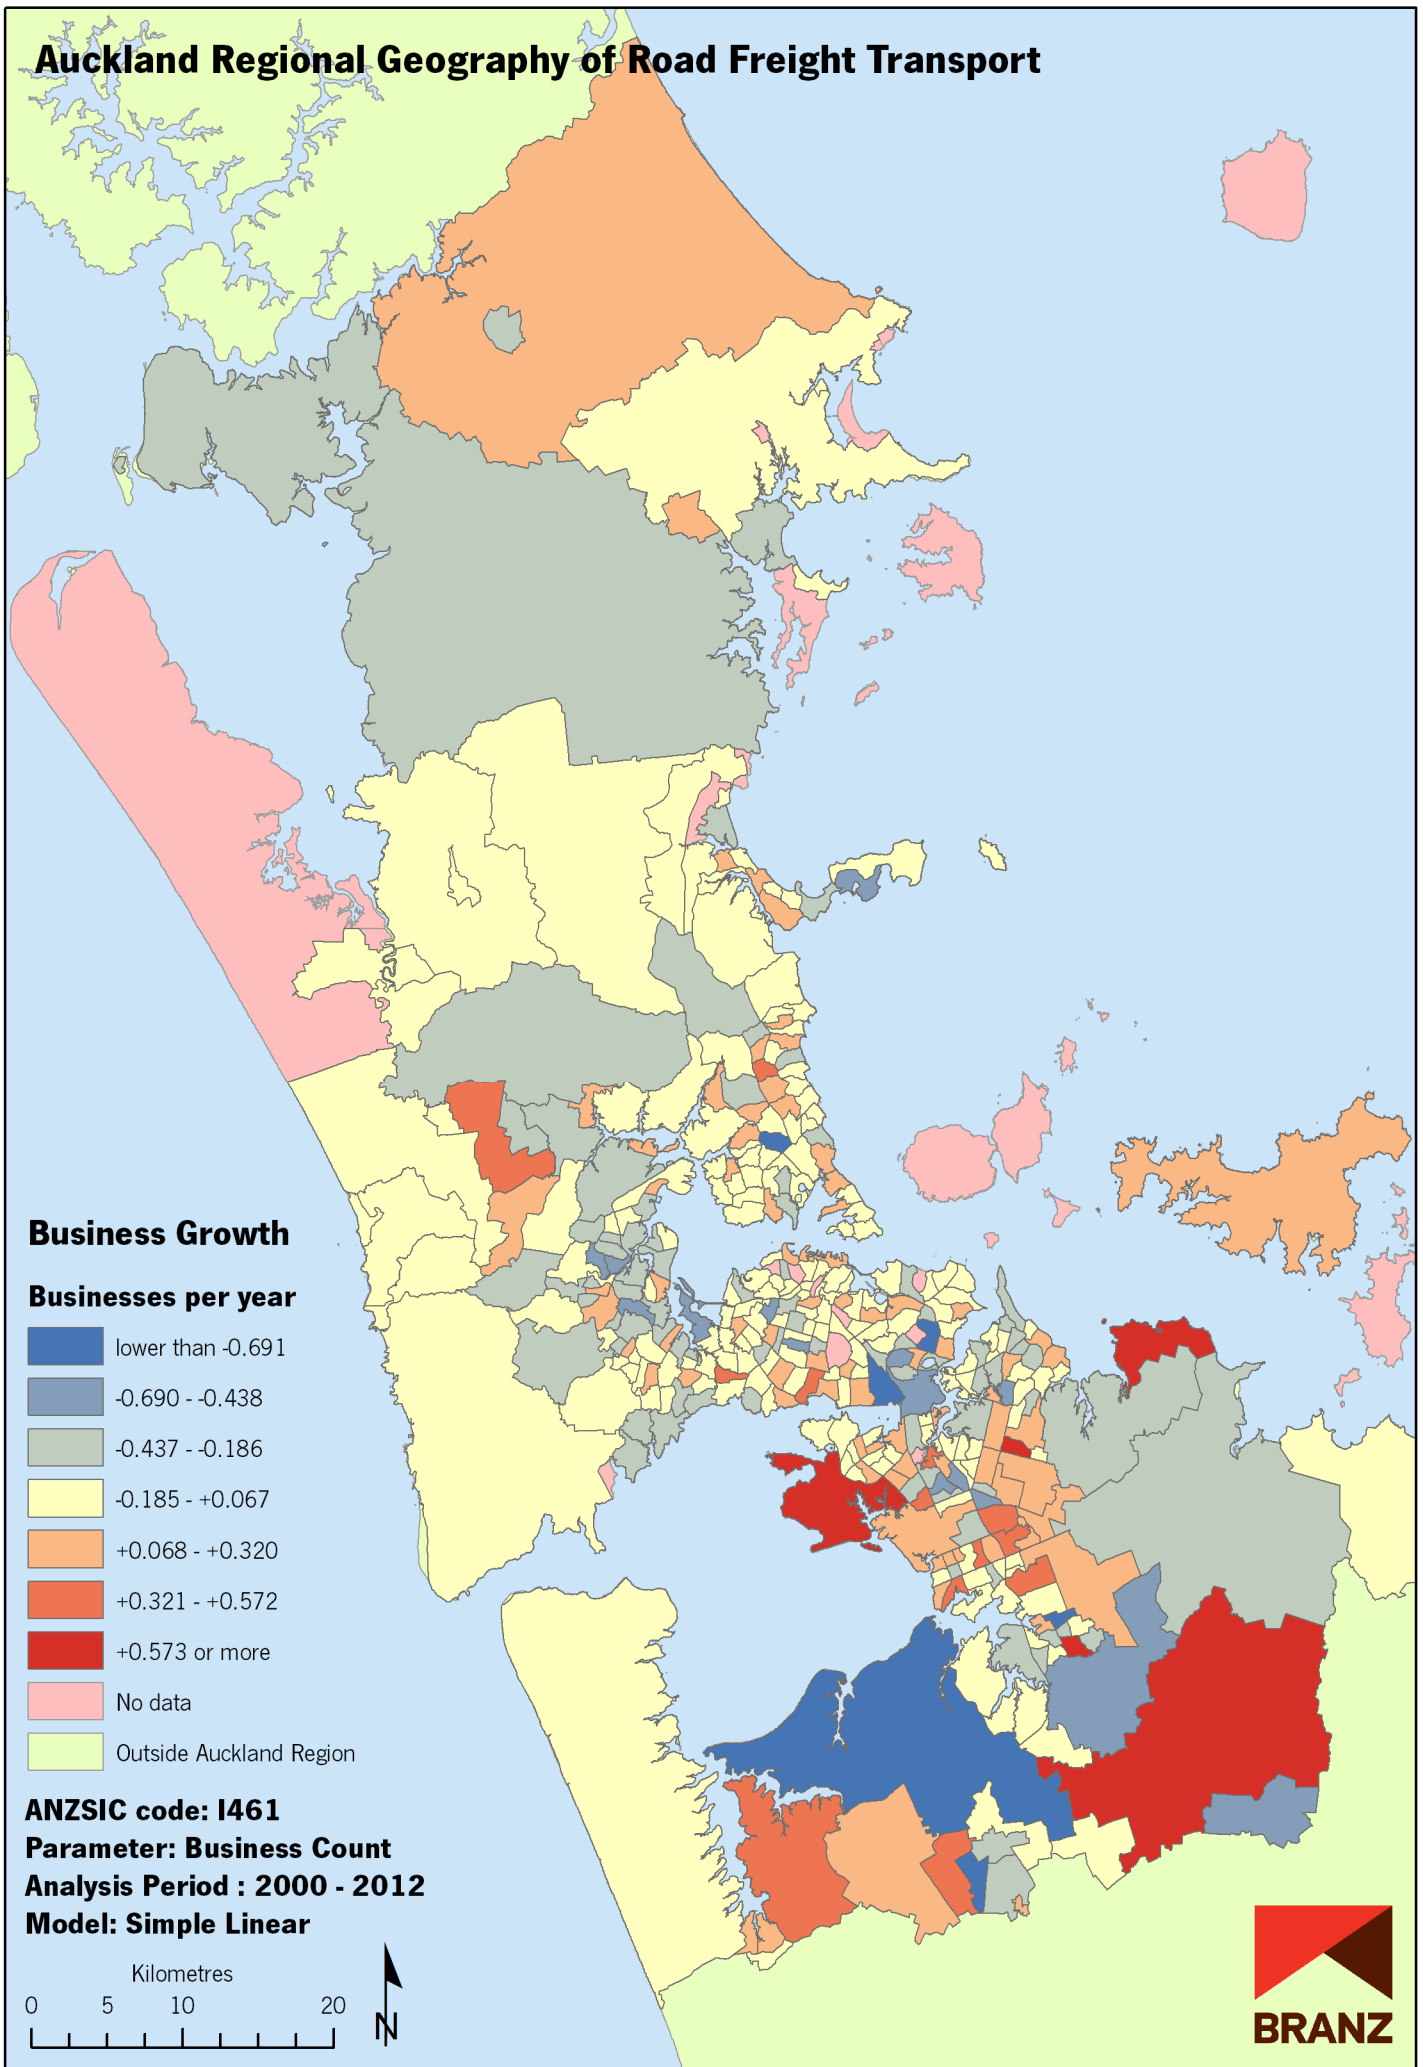 Auckland Regional Geography of Road Freight Transport
Business Growth
Businesses per year
lower than -0.691
-0.690 - -0.438
-0.437 - -0.186
-0.185 - +0.067
+0.068 - +0.320
+0.321 - +0.572
+0.573 or more
No data
Outside Auckland Region
ANZSIC code: I461
Parameter: Business Count
Analysis Period : 2000 - 2012
Model: Simple Linear
Kilometres
0 5 10 20
N
BRANZ